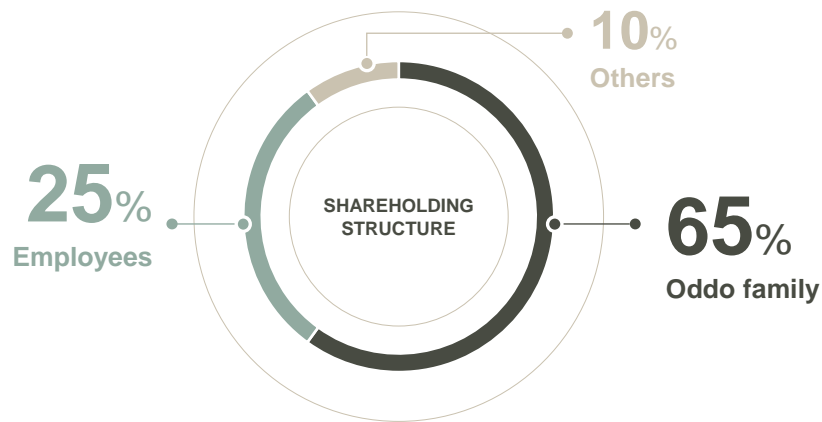 10%
Others
25%
Employees
SHAREHOLDING
STRUCTURE
65%
Oddo family